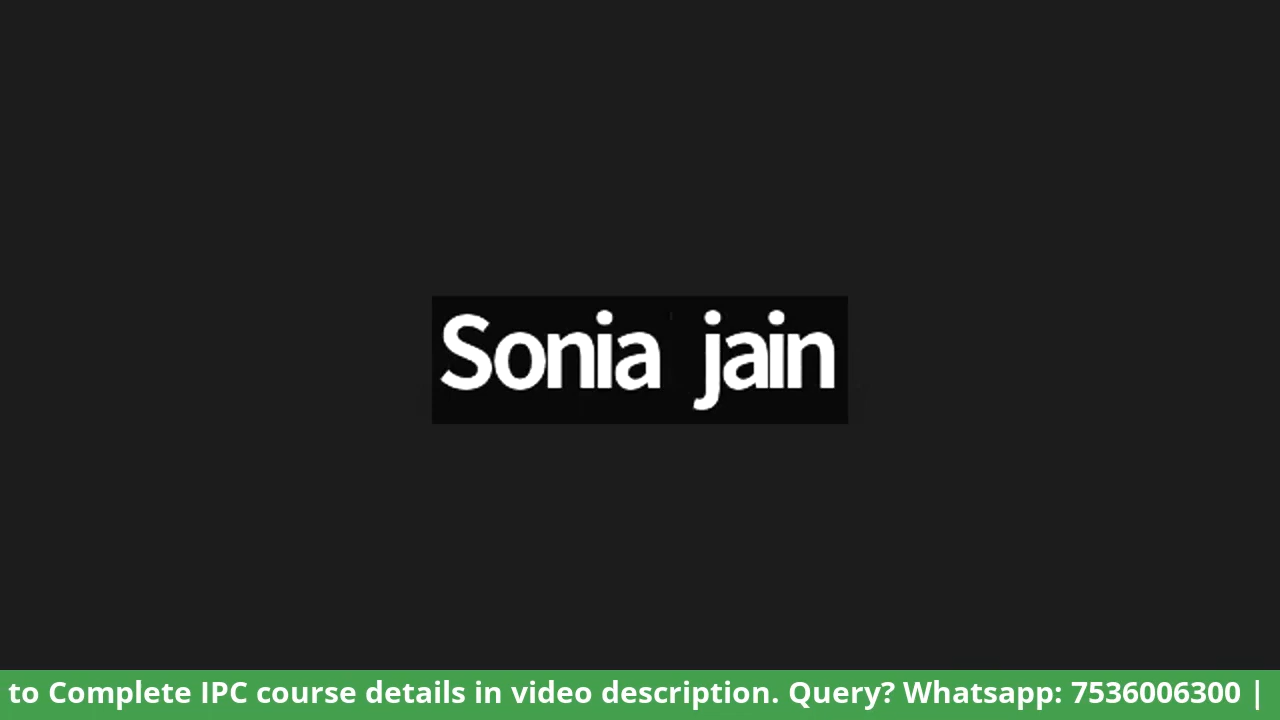 Sonia jain
to Complete IPC course details in video description. Query? Whatsapp: 7536006300 |